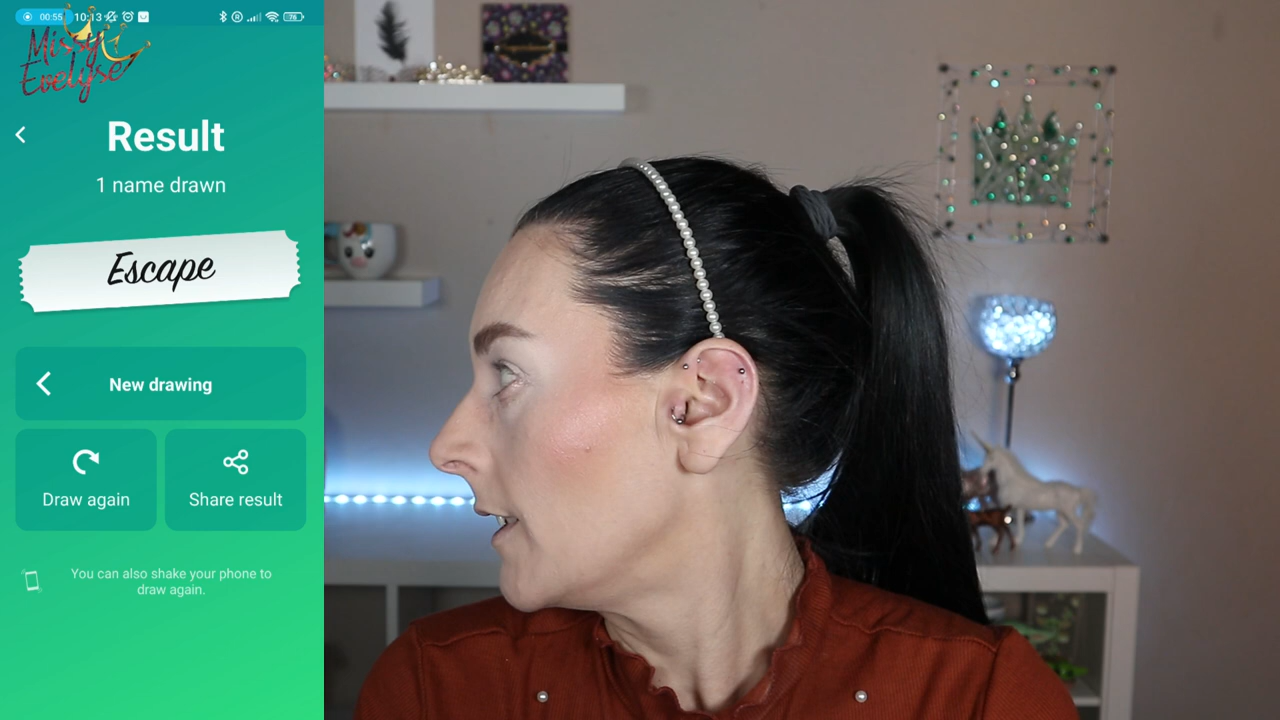 00:55 10:13 76
Missy
Evelyse
Result
1 name drawn
Escape
New drawing
Draw again
Share result
You can also shake your phone to
draw again.